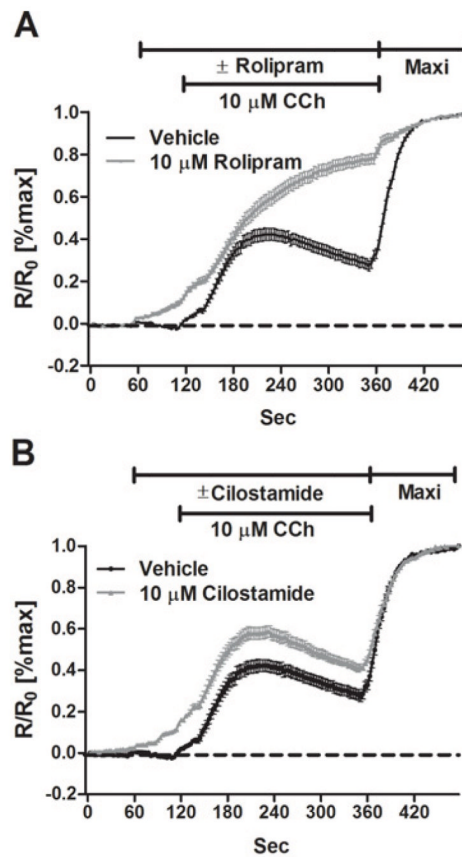 A
± Rolipram
Maxi
10 µM CCh
Vehicle
10 µM Rolipram
R/R0 [%max]
1.0
0.8
0.6
0.4
0.2
0.0
-0.2
0 60 120 180 240 300 360 420
Sec
B
±Cilostamide
Maxi
10 µM CCh
Vehicle
10 µM Cilostamide
R/R0 [%max]
1.0
0.8
0.6
0.4
0.2
0.0
-0.2
0 60 120 180 240 300 360 420
Sec